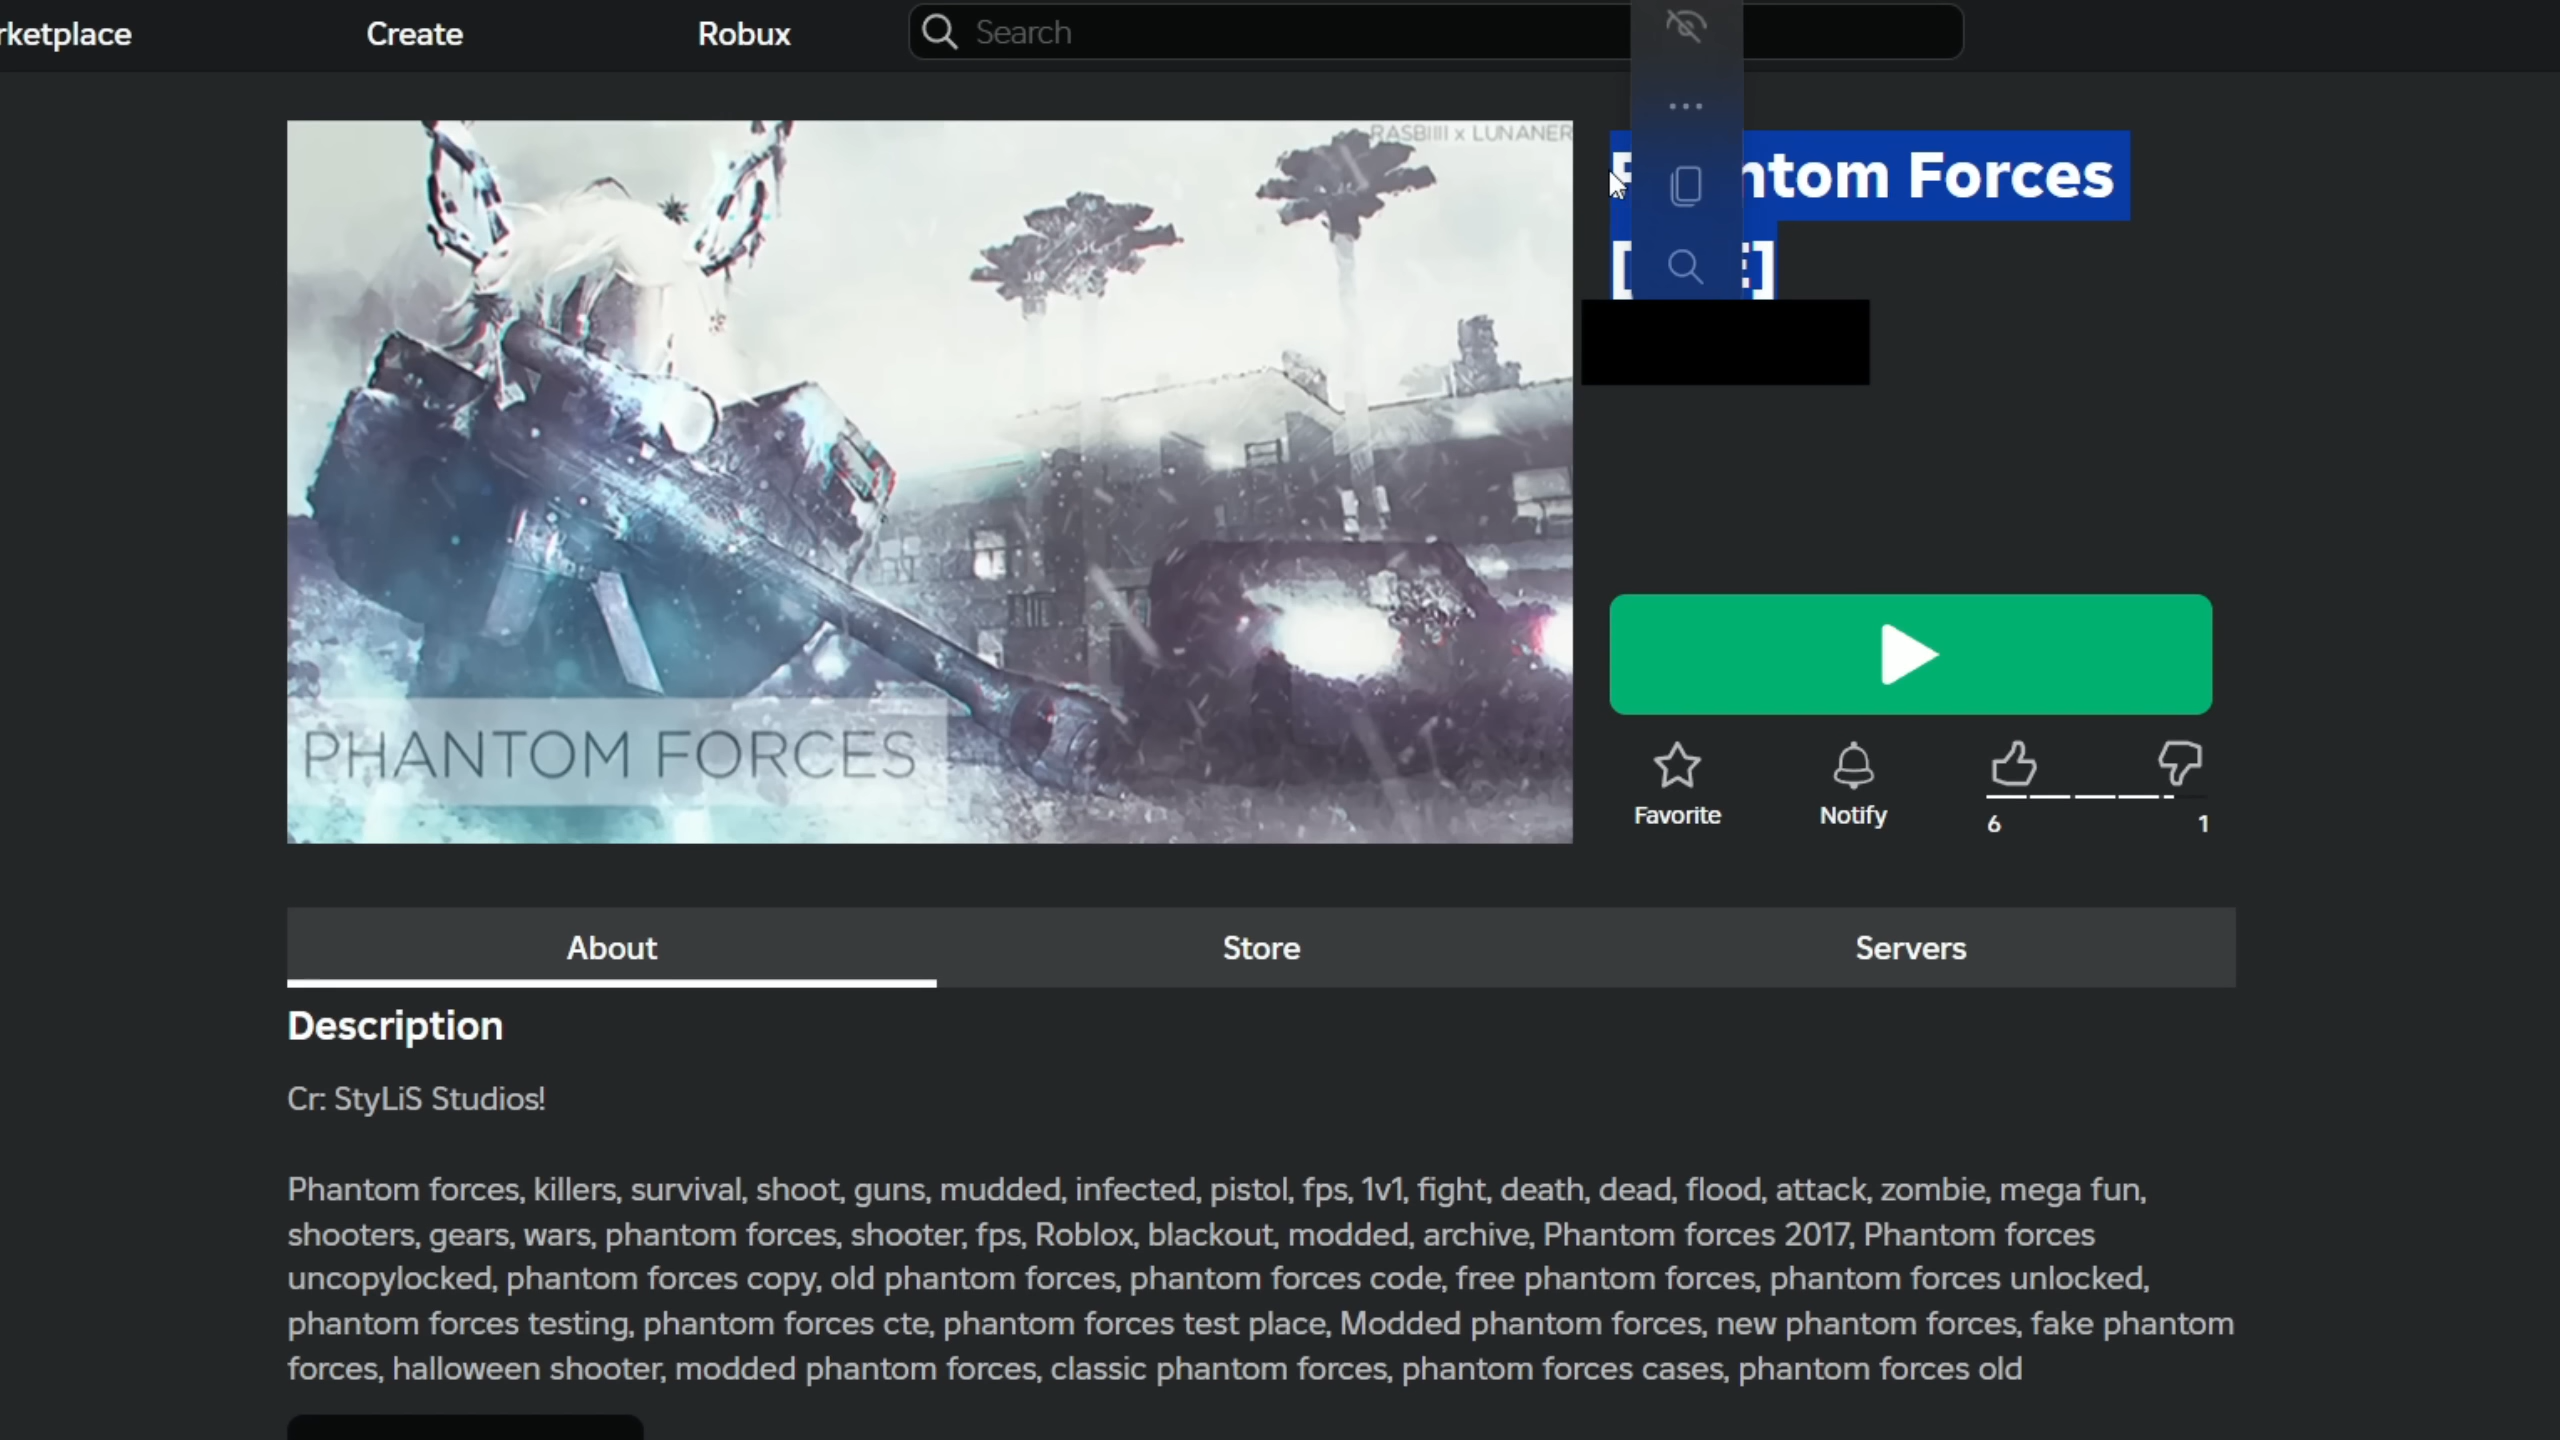 rketplace
Create
Robux
Search
RASBIIII x LUNANER
ntom Forces
PHANTOM FORCES
Favorite
Notify
6
1
About
Store
Servers
Description
Cr: StyLiS Studios!
Phantom forces, killers, survival, shoot, guns, mudded, infected, pistol, fps, 1v1, fight, death, dead, flood, attack, zombie, mega fun,
shooters, gears, wars, phantom forces, shooter, fps, Roblox, blackout, modded, archive, Phantom forces 2017, Phantom forces
uncopylocked, phantom forces copy, old phantom forces, phantom forces code, free phantom forces, phantom forces unlocked,
phantom forces testing, phantom forces cte, phantom forces test place, Modded phantom forces, new phantom forces, fake phantom
forces, halloween shooter, modded phantom forces, classic phantom forces, phantom forces cases, phantom forces old